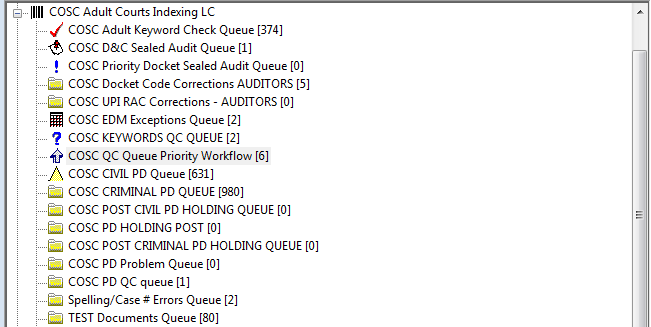 COSC Adult Courts Indexing LC
COSC Adult Keyword Check Queue [374]
COSC D&C Sealed Audit Queue [1]
COSC Priority Docket Sealed Audit Queue [0]
COSC Docket Code Corrections AUDITORS [5]
COSC UPI RAC Corrections - AUDITORS [0]
COSC EDM Exceptions Queue [2]
COSC KEYWORDS QC QUEUE [2]
COSC QC Queue Priority Workflow [6]
COSC CIVIL PD Queue [631]
COSC CRIMINAL PD QUEUE [980]
COSC POST CIVIL PD HOLDING QUEUE [0]
COSC PD HOLDING POST [0]
COSC POST CRIMINAL PD HOLDING QUEUE [0]
COSC PD Problem Queue [0]
COSC PD QC queue [1]
Spelling/Case # Errors Queue [2]
TEST Documents Queue [80]